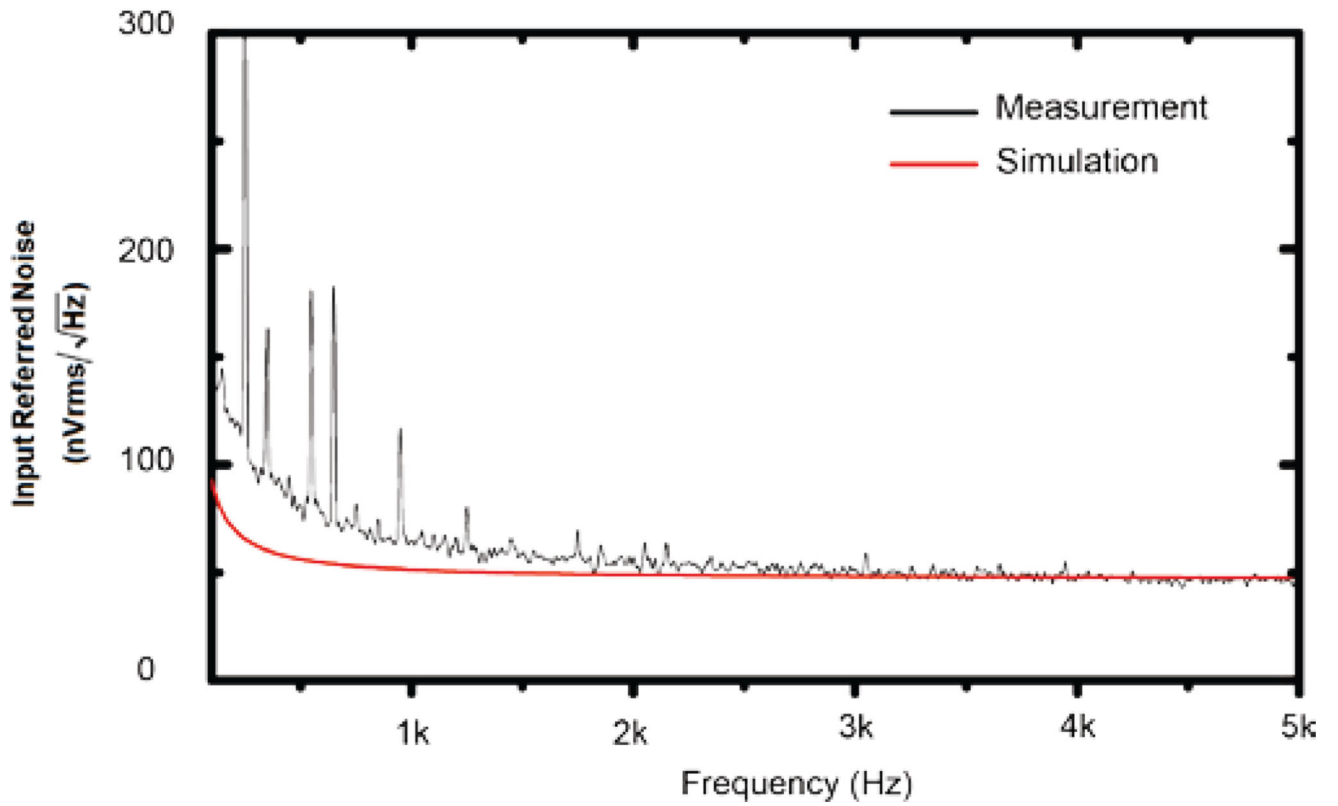 300
200
100
0
Input Referred Noise
(nVrms/√Hz)
Measurement
Simulation
1k
2k
3k
4k
5k
Frequency (Hz)